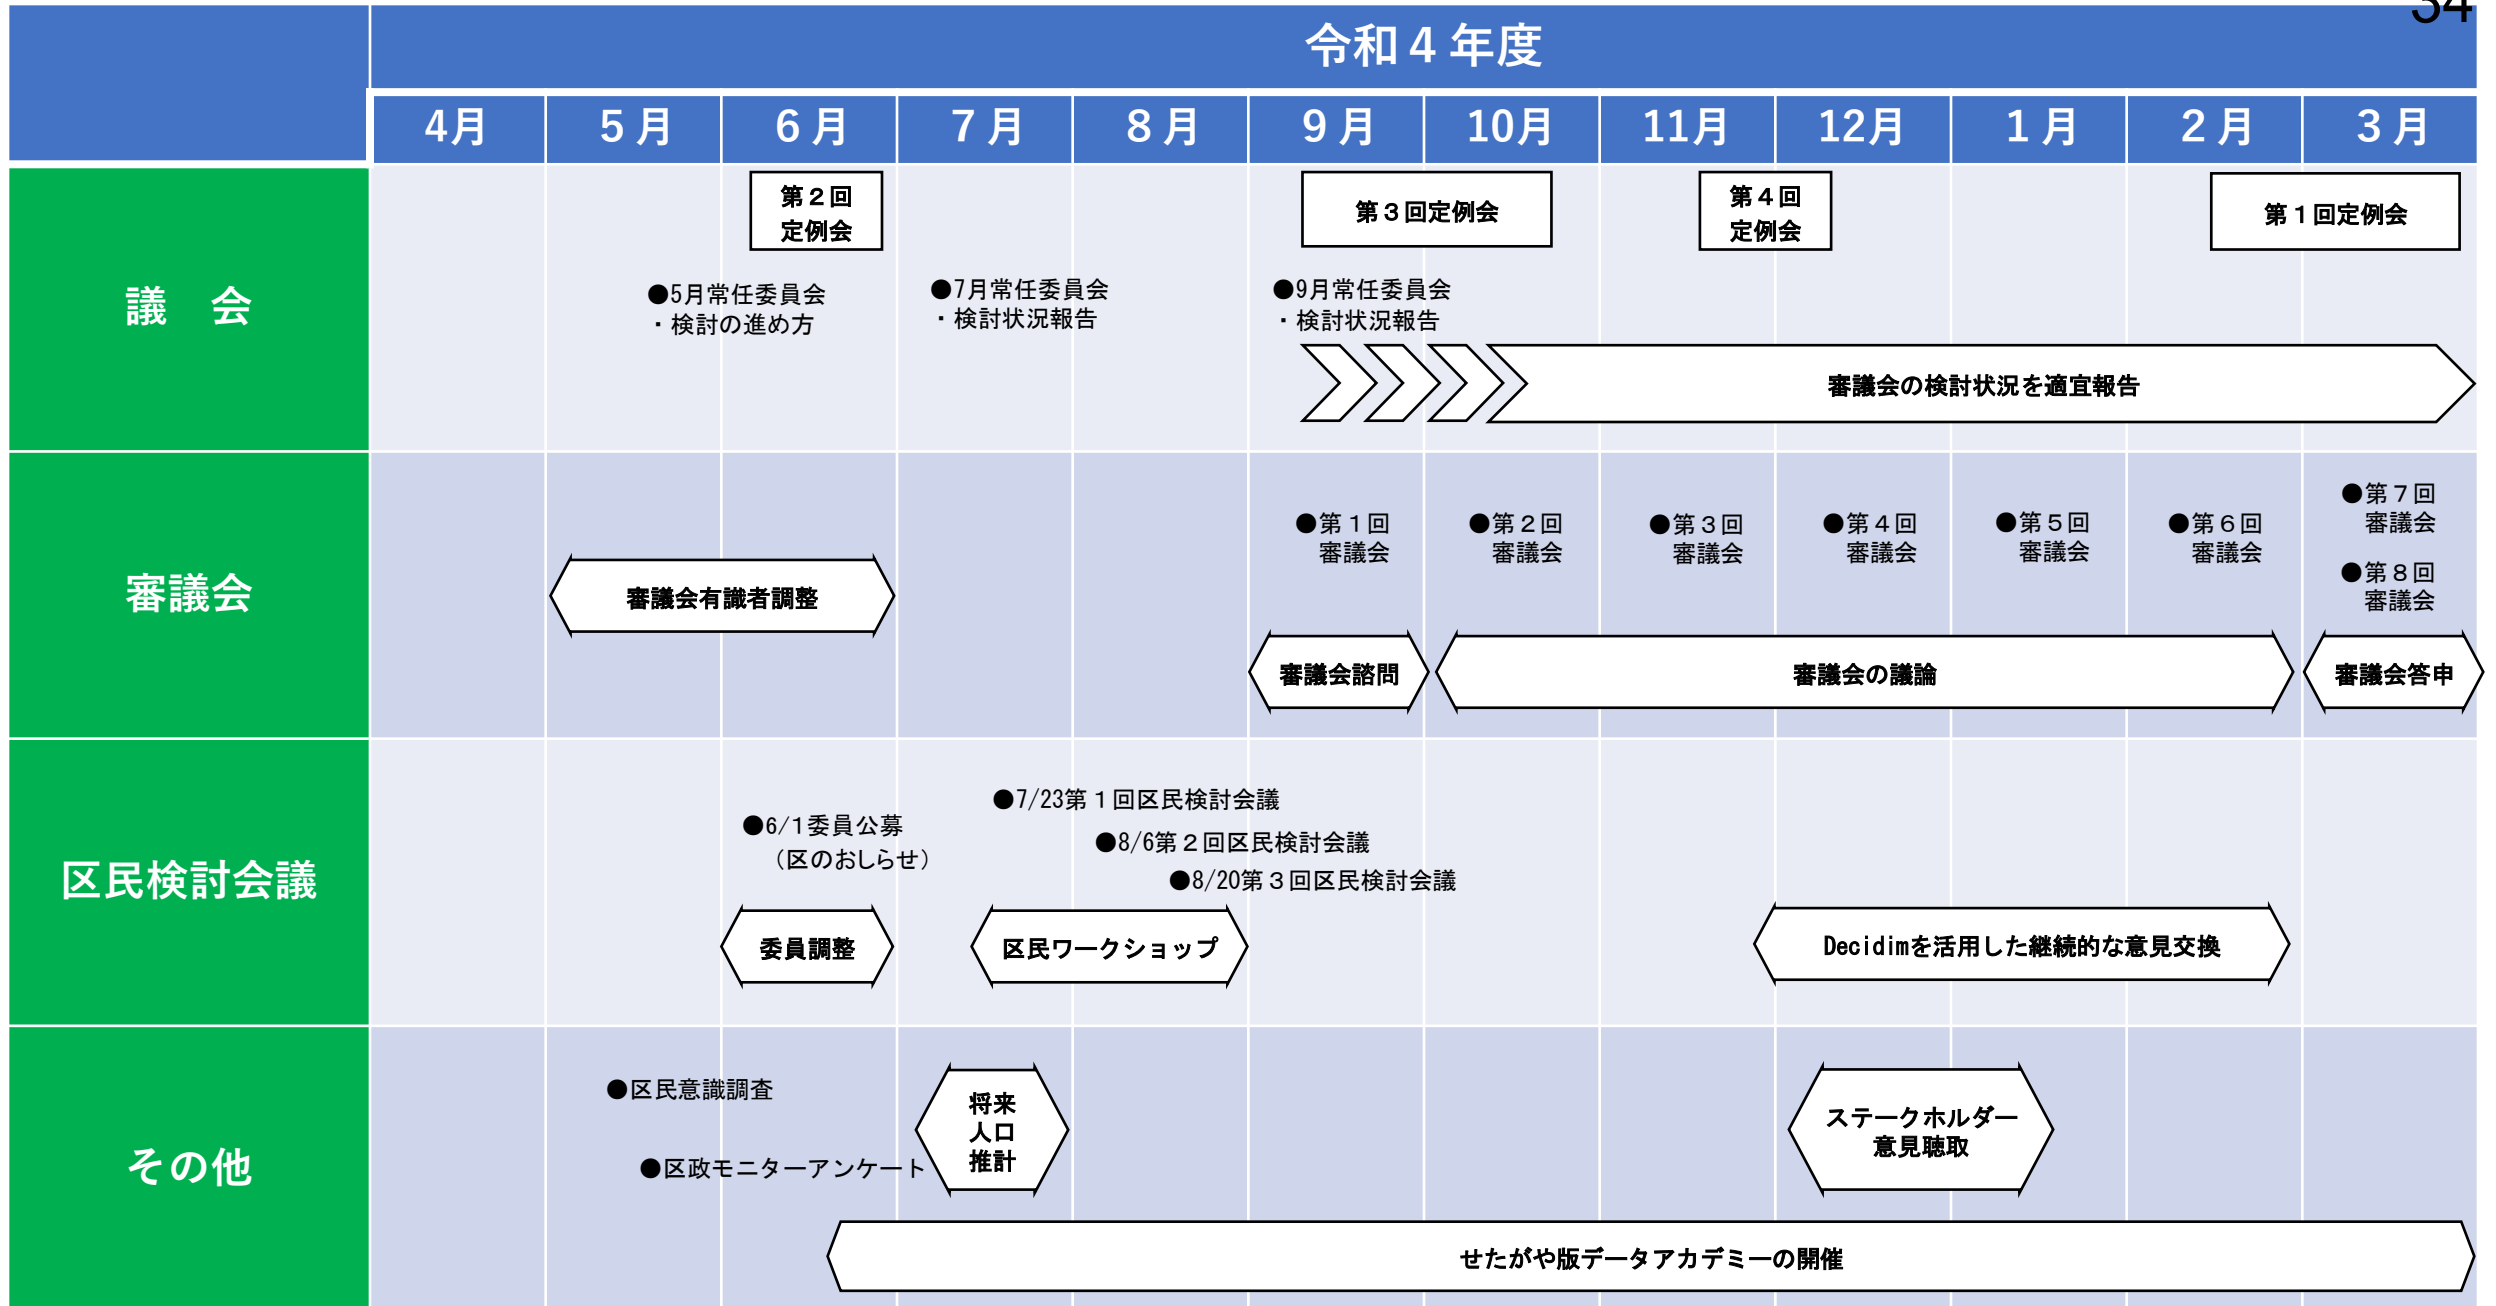 34
令和４年度
4月
５月
６月
７月
８月
９月
10月
11月
12月
１月
２月
３月
議　会
第２回
定例会
第３回定例会
第４回
定例会
第１回定例会
●5月常任委員会
・検討の進め方
●7月常任委員会
・検討状況報告
●9月常任委員会
・検討状況報告
審議会の検討状況を適宜報告
審議会
●第１回
審議会
●第２回
審議会
●第３回
審議会
●第４回
審議会
●第５回
審議会
●第６回
審議会
●第７回
審議会
●第８回
審議会
審議会有識者調整
審議会諮問
審議会の議論
審議会答申
区民検討会議
●6/１委員公募
（区のおしらせ）
●7/23第１回区民検討会議
●8/6第２回区民検討会議
●8/20第３回区民検討会議
委員調整
区民ワークショップ
Decidimを活用した継続的な意見交換
その他
●区民意識調査
●区政モニターアンケート
将来
人口
推計
ステークホルダー
意見聴取
せたがや版データアカデミーの開催